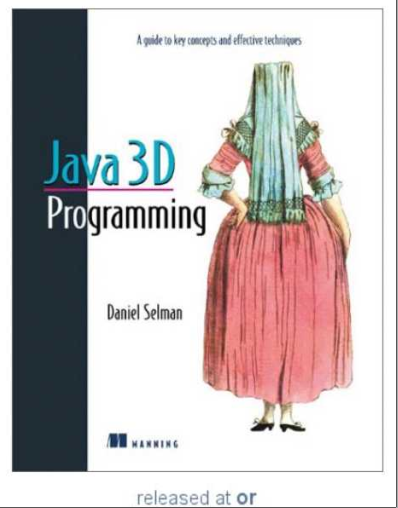 A guide to key concepts and effective techniques
Java 3D
Programming
Daniel Selman
MANNING
released at or